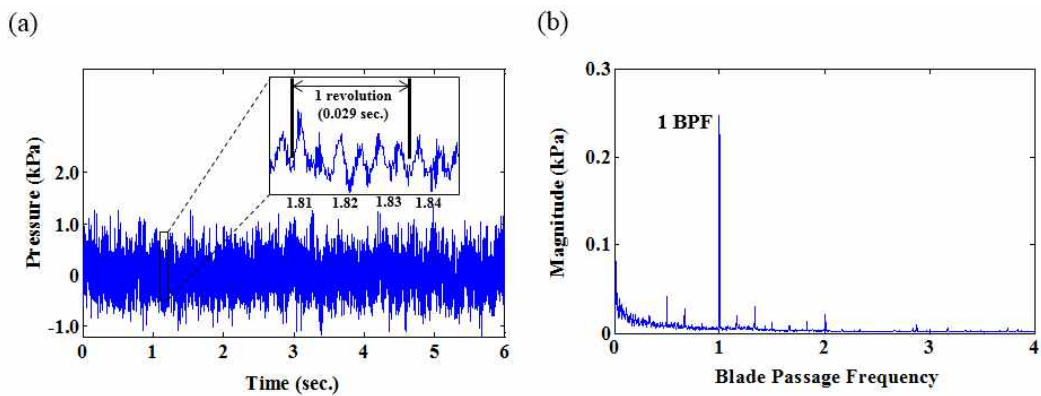 (a)
1 revolution
(0.029 sec.)
1.81 1.82 1.83 1.84
Pressure (kPa)
2.0
1.0
0
-1.0
0 1 2 3 4 5 6
Time (sec.)
(b)
Magnitude (kPa)
0.3
0.2
0.1
0
1 BPF
0 1 2 3 4
Blade Passage Frequency